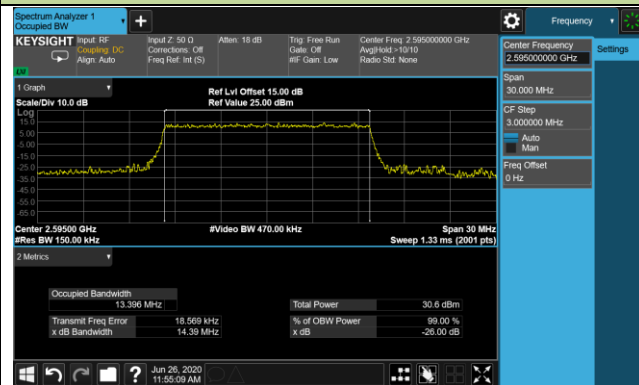 Spectrum Analyzer 1
Occupied BW
Frequency
KEYSIGHT
Input: RF
Coupling: DC
Align: Auto
Input Z: 50 Ω
Corrections: Off
Freq Ref: Int (S)
Atten: 18 dB
Trig: Free Run
Gate: Off
#IF Gain: Low
Center Freq: 2.595000000 GHz
Avg|Hold:>10/10
Radio Std: None
Center Frequency
2.595000000 GHz
Settings
Span
30.000 MHz
CF Step
3.000000 MHz
Auto
Man
Freq Offset
0 Hz
1 Graph
Scale/Div 10.0 dB
Ref Lvl Offset 15.00 dB
Ref Value 25.00 dBm
Log
15.0
5.00
-5.00
-15.0
-25.0
-35.0
-45.0
-55.0
-65.0
Center 2.59500 GHz
#Res BW 150.00 kHz
#Video BW 470.00 kHz
Span 30 MHz
Sweep 1.33 ms (2001 pts)
2 Metrics
Occupied Bandwidth
13.396 MHz
Total Power 30.6 dBm
Transmit Freq Error 18.569 kHz
% of OBW Power 99.00 %
x dB Bandwidth 14.39 MHz
x dB -26.00 dB
Jun 26, 2020
11:55:09 AM